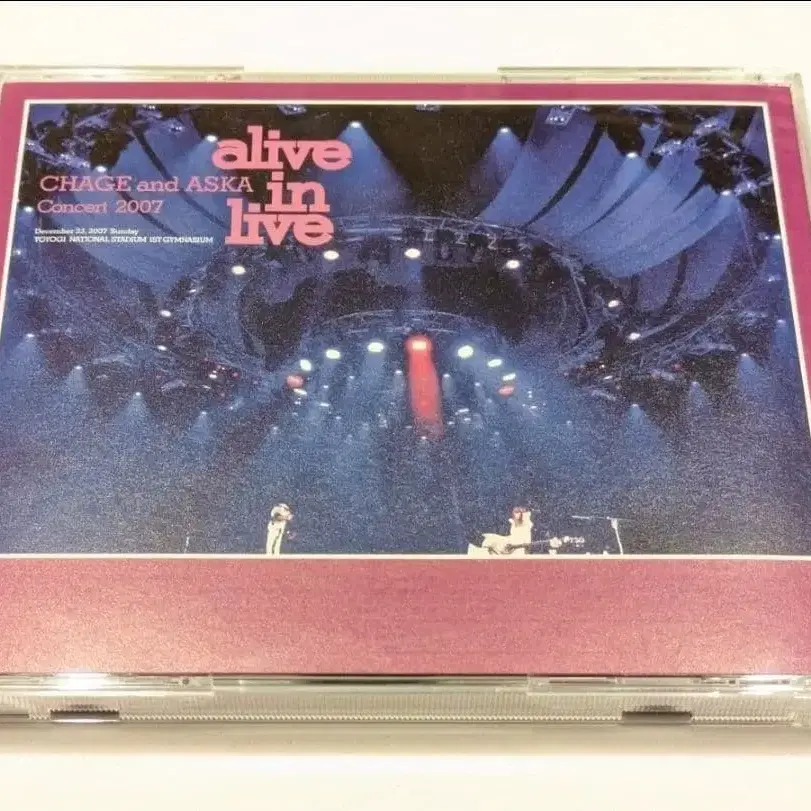 alive
in
live
CHAGE and ASKA
Concert 2007
December 23, 2007 Sunday
YOYOGI NATIONAL STADIUM 1ST GYMNASIUM